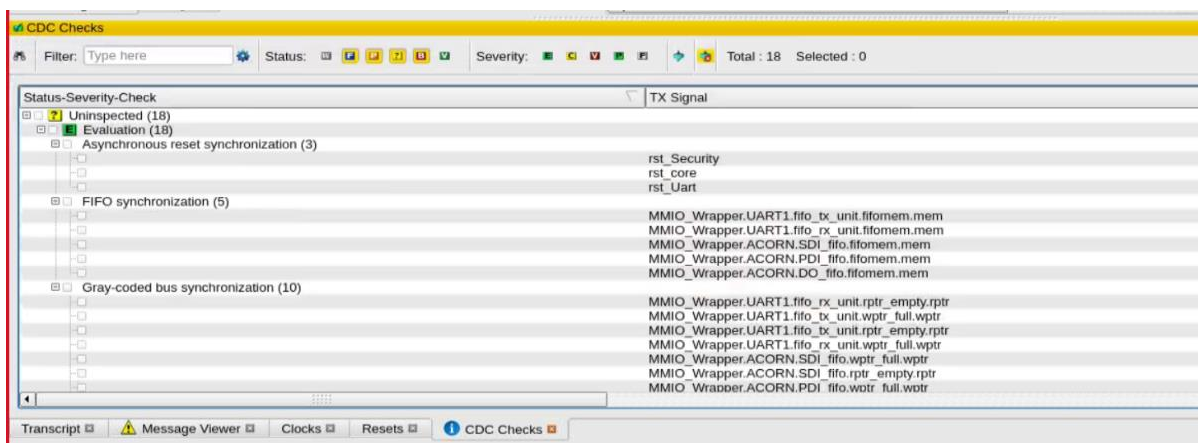 CDC Checks
Filter: Type here Status: Severity: E C V P Total : 18 Selected : 0
Status-Severity-Check TX Signal
? Uninspected (18)
E Evaluation (18)
Asynchronous reset synchronization (3)
rst_Security
rst_core
rst_Uart
FIFO synchronization (5)
MMIO_Wrapper.UART1.fifo_tx_unit.fifomem.mem
MMIO_Wrapper.UART1.fifo_rx_unit.fifomem.mem
MMIO_Wrapper.ACORN.SDI_fifo.fifomem.mem
MMIO_Wrapper.ACORN.PDI_fifo.fifomem.mem
MMIO_Wrapper.ACORN.DO_fifo.fifomem.mem
Gray-coded bus synchronization (10)
MMIO_Wrapper.UART1.fifo_rx_unit.rptr_empty.rptr
MMIO_Wrapper.UART1.fifo_tx_unit.wptr_full.wptr
MMIO_Wrapper.UART1.fifo_tx_unit.rptr_empty.rptr
MMIO_Wrapper.UART1.fifo_rx_unit.wptr_full.wptr
MMIO_Wrapper.ACORN.SDI_fifo.wptr_full.wptr
MMIO_Wrapper.ACORN.SDI_fifo.rptr_empty.rptr
MMIO_Wrapper.ACORN.PDI_fifo.wptr_full.wptr
Transcript Message Viewer Clocks Resets CDC Checks